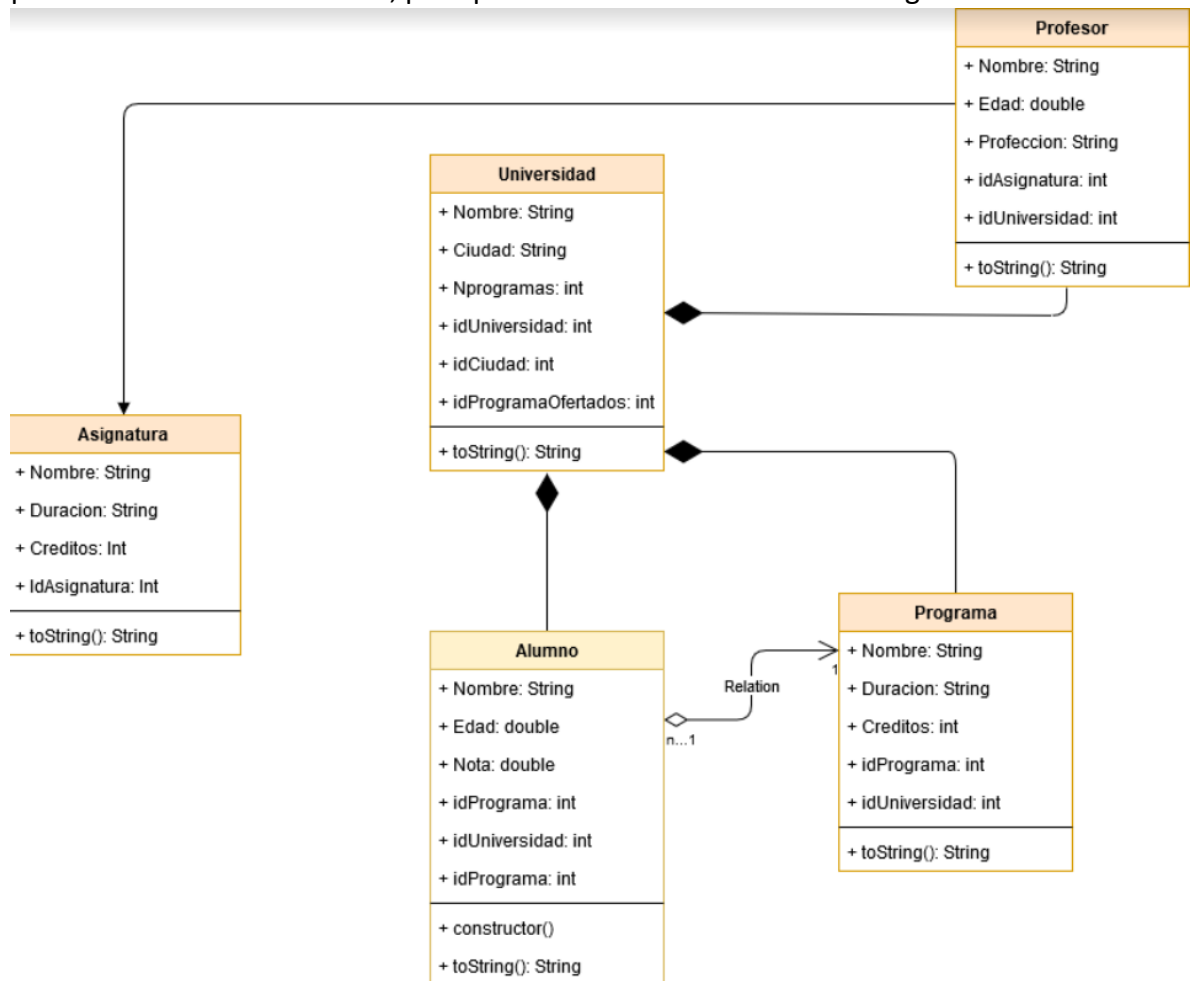 Profesor
+ Nombre: String
+ Edad: double
+ Profeccion: String
+ idAsignatura: int
+ idUniversidad: int
+ toString(): String
Universidad
+ Nombre: String
+ Ciudad: String
+ Nprogramas: int
+ idUniversidad: int
+ idCiudad: int
+ idProgramaOfertados: int
+ toString(): String
Asignatura
+ Nombre: String
+ Duracion: String
+ Creditos: Int
+ IdAsignatura: Int
+ toString(): String
Alumno
+ Nombre: String
+ Edad: double
+ Nota: double
+ idPrograma: int
+ idUniversidad: int
+ idPrograma: int
+ constructor()
+ toString(): String
Relation
n...1
1
Programa
+ Nombre: String
+ Duracion: String
+ Creditos: int
+ idPrograma: int
+ idUniversidad: int
+ toString(): String